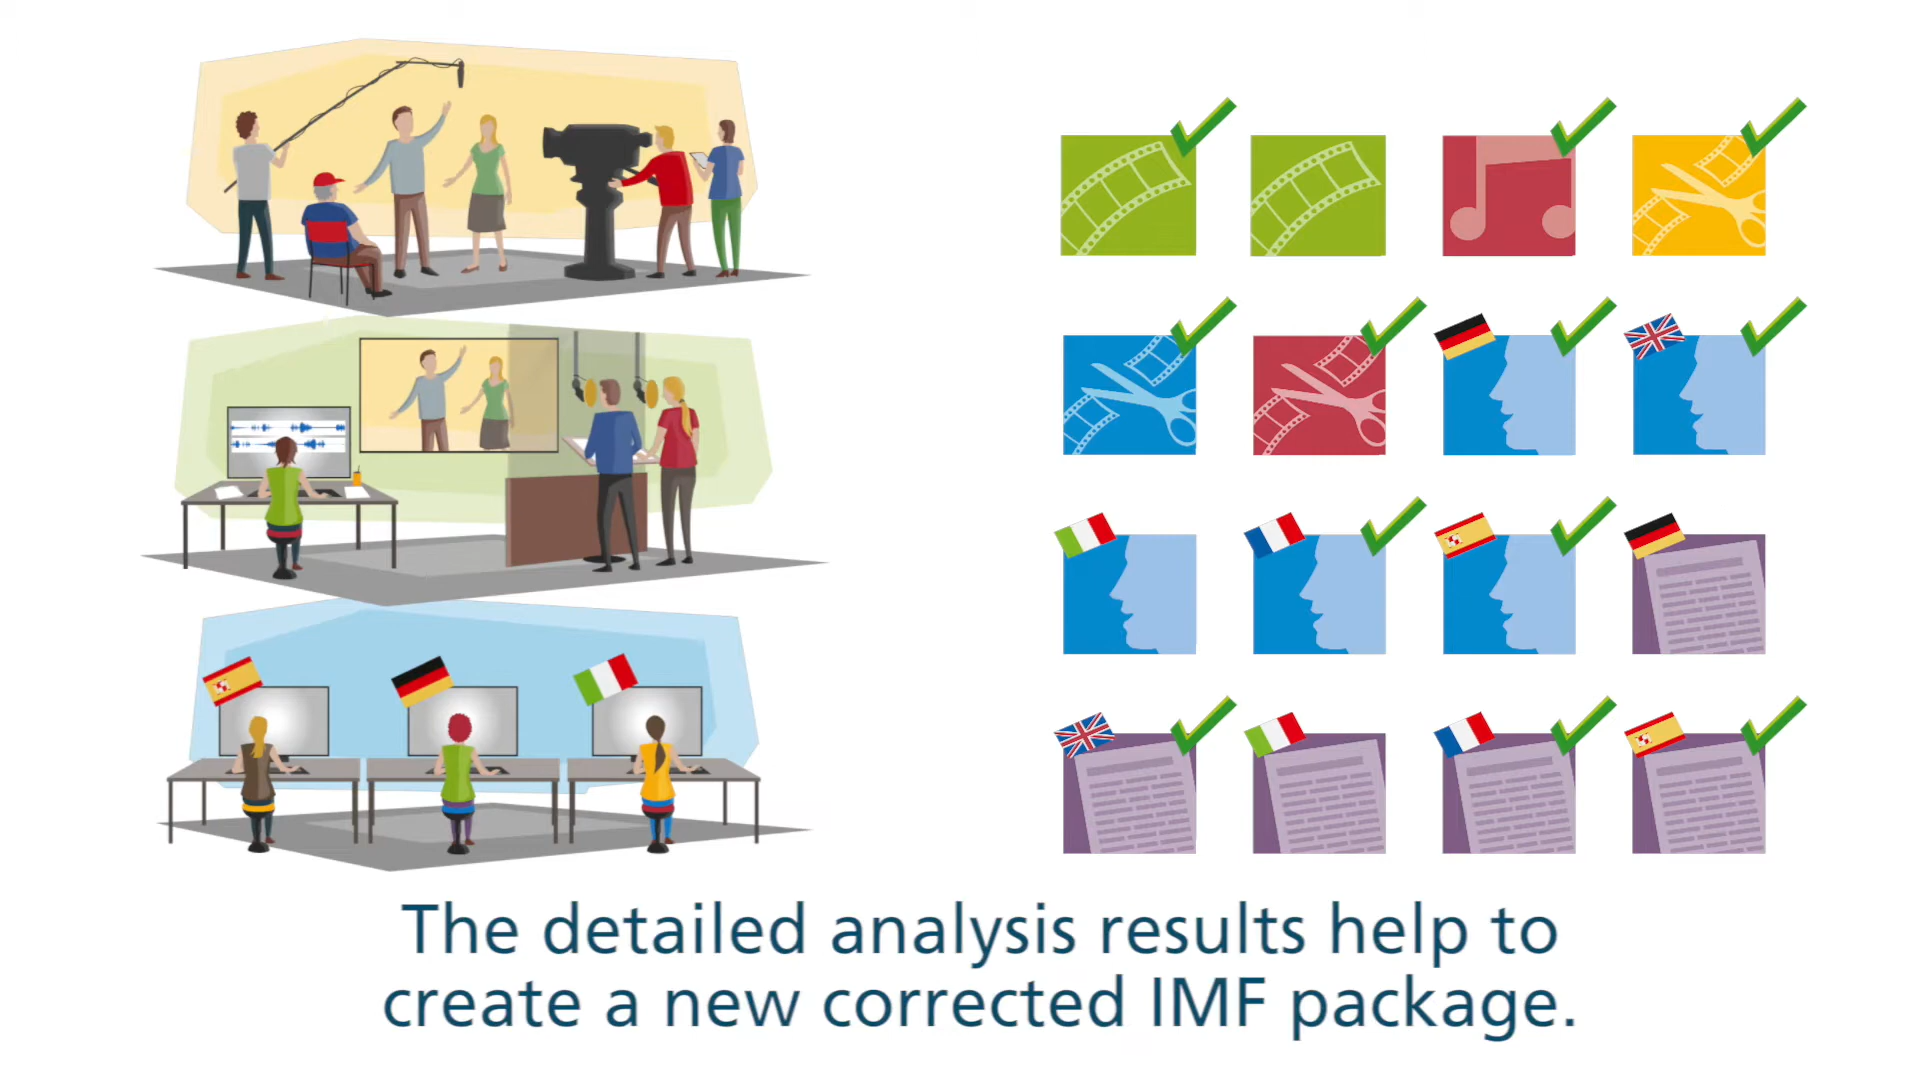 The detailed analysis results help to
create a new corrected IMF package.